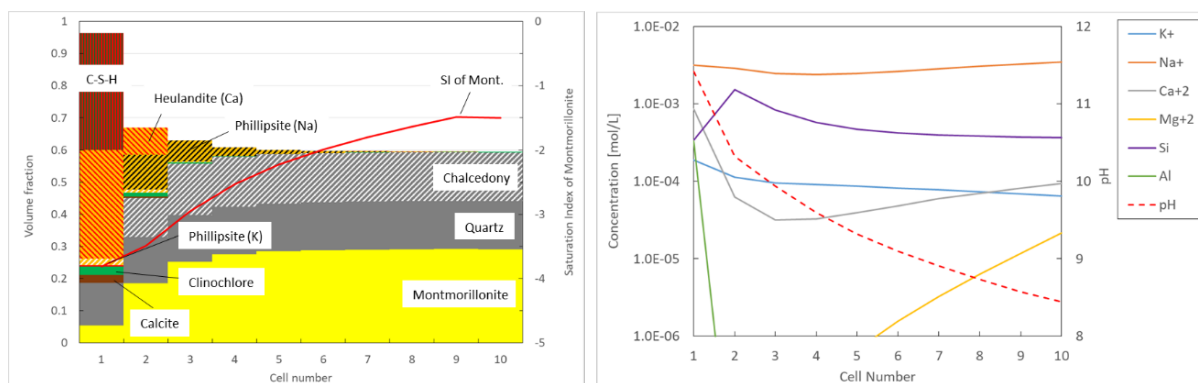 Volume fraction
1
0.9
0.8
0.7
0.6
0.5
0.4
0.3
0.2
0.1
0
C-S-H
Heulandite (Ca)
Phillipsite (Na)
SI of Mont.
Chalcedony
Quartz
Phillipsite (K)
Clinochlore
Montmorillonite
Calcite
1 2 3 4 5 6 7 8 9 10
Cell number
-0
-1
-2
-3
-4
-5
Saturation Index of Montmorillonite
Concentration [mol/L]
1.0E-02
1.0E-03
1.0E-04
1.0E-05
1.0E-06
1 2 3 4 5 6 7 8 9 10
Cell Number
12
11
10
9
8
pH
K+
Na+
Ca+2
Mg+2
Si
Al
pH